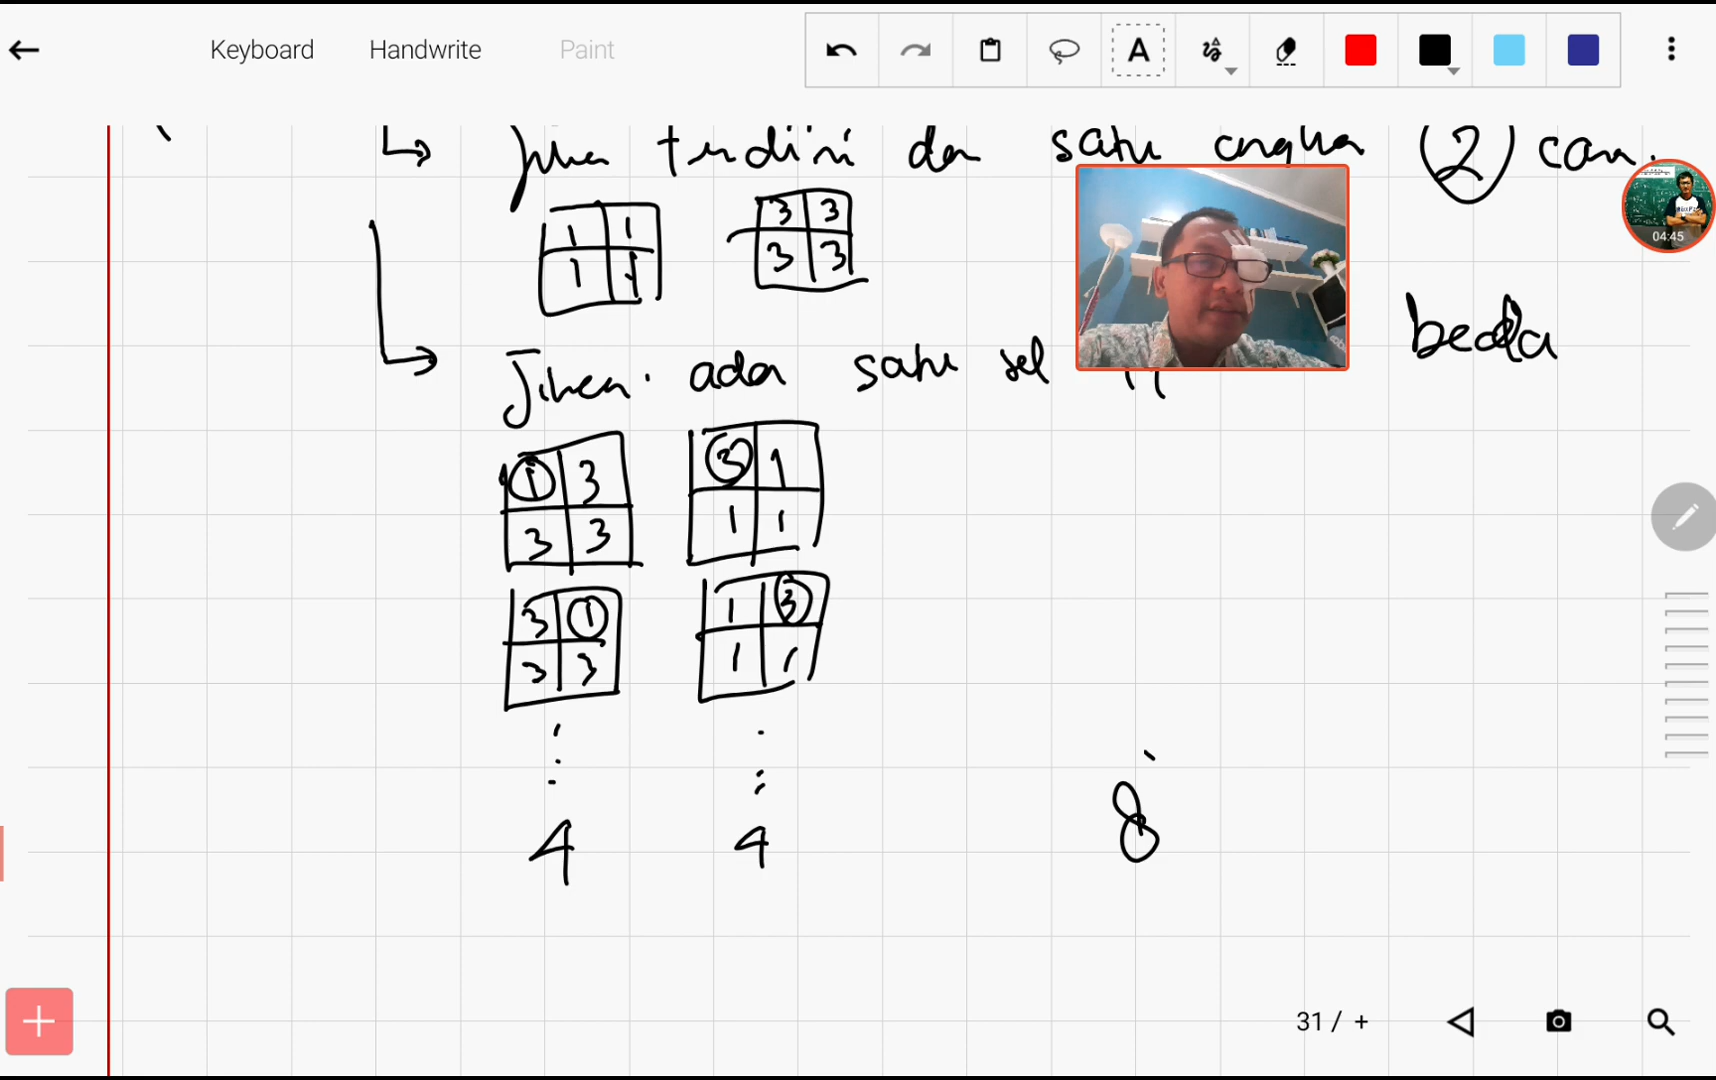 Keyboard Handwrite Paint A
jika terdiri da satu angka 2 cara.
04:45
1 1 3 3
1 1 3 3
Jika ada satu sel yg beda
1 3 3 1
3 3 1 1
3 1 1 3
3 3 1 1
4 4 8
31 / +